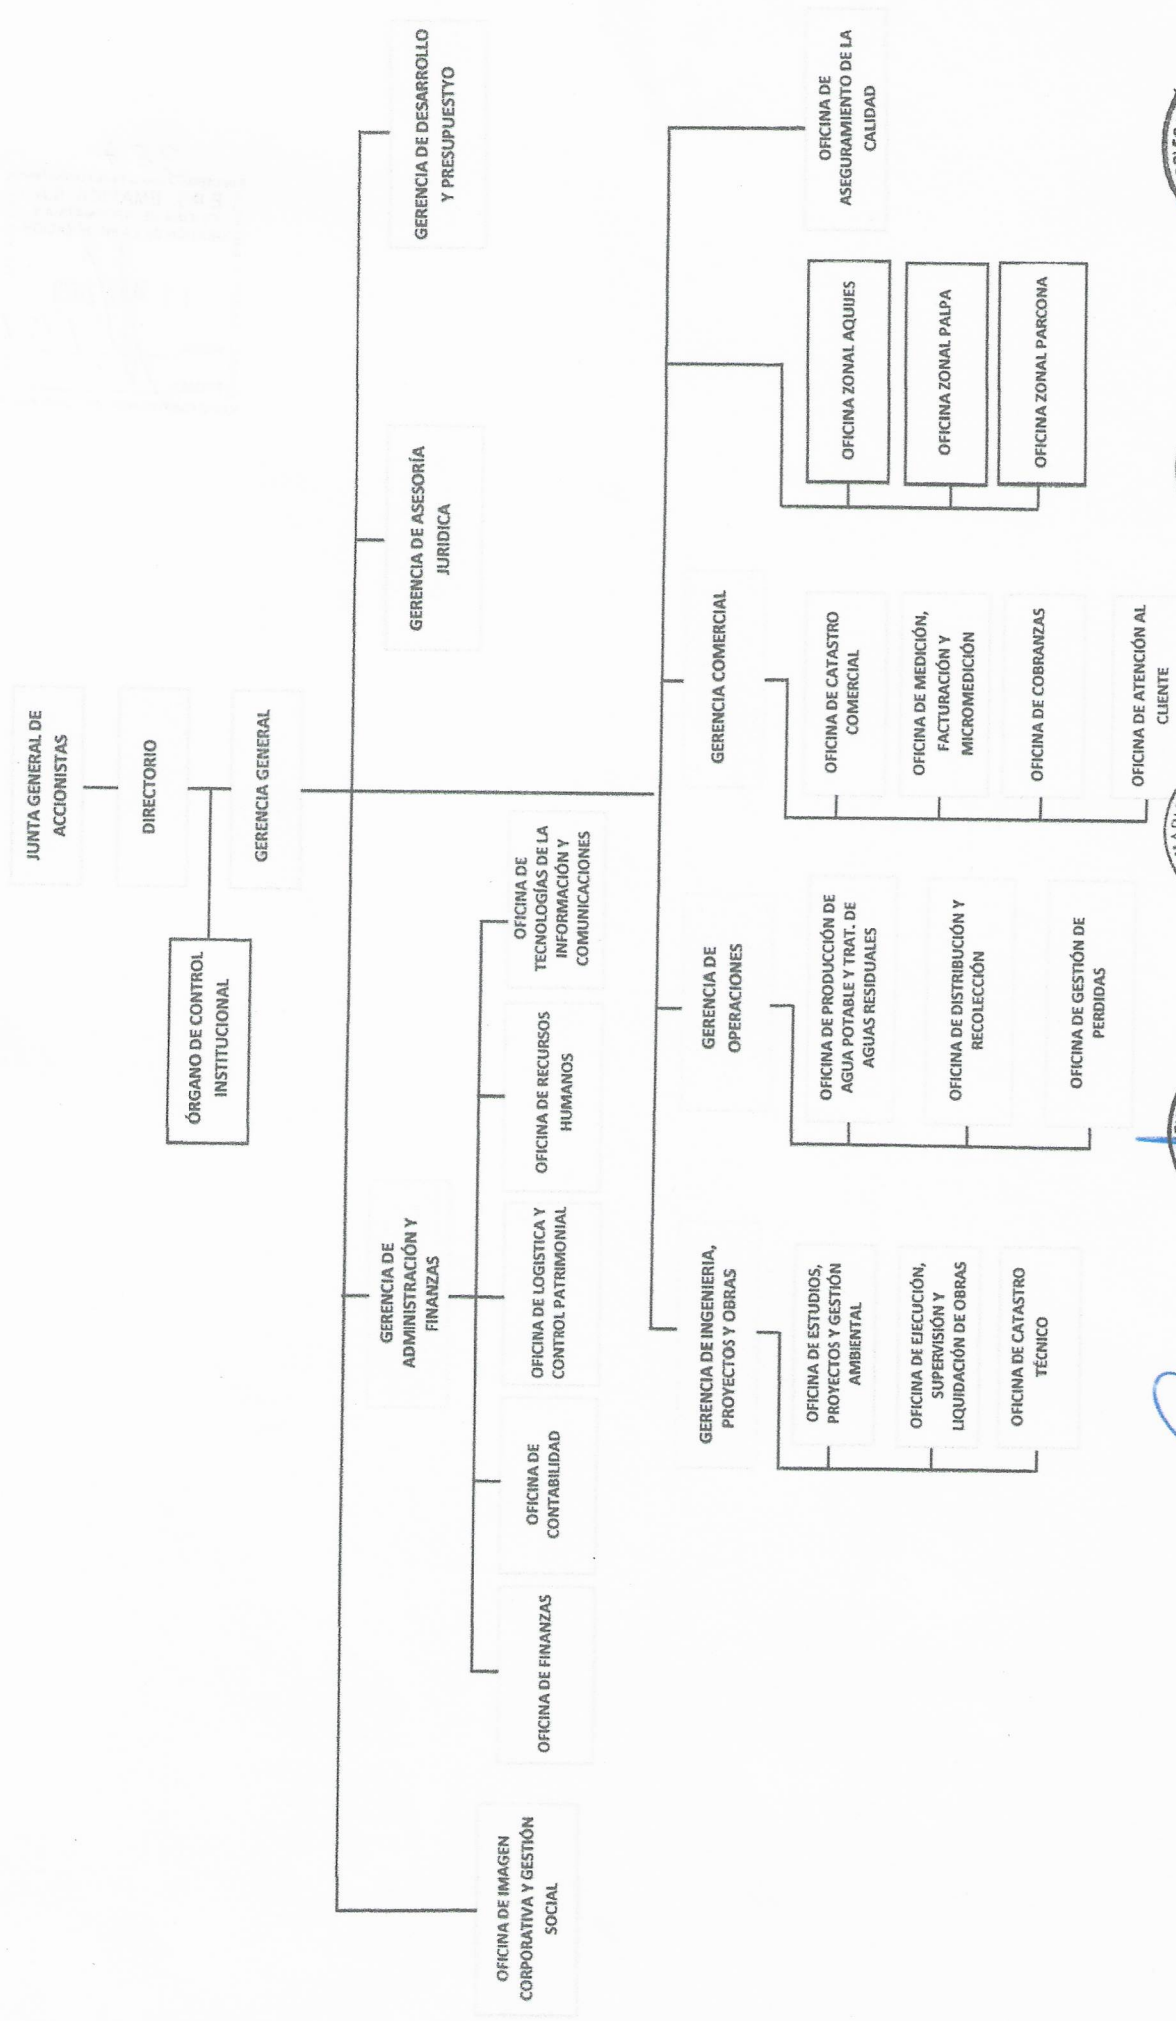 JUNTA GENERAL DE
ACCIONISTAS
DIRECTORIO
ÓRGANO DE CONTROL
INSTITUCIONAL
GERENCIA GENERAL
OFICINA DE IMAGEN
CORPORATIVA Y GESTIÓN
SOCIAL
GERENCIA DE
ADMINISTRACIÓN Y
FINANZAS
GERENCIA DE ASESORÍA
JURIDICA
GERENCIA DE DESARROLLO
Y PRESUPUESTYO
OFICINA DE FINANZAS
OFICINA DE
CONTABILIDAD
OFICINA DE LOGISTICA Y
CONTROL PATRIMONIAL
OFICINA DE RECURSOS
HUMANOS
OFICINA DE
TECNOLOGÍAS DE LA
INFORMACIÓN Y
COMUNICACIONES
GERENCIA DE INGENIERIA,
PROYECTOS Y OBRAS
OFICINA DE ESTUDIOS,
PROYECTOS Y GESTIÓN
AMBIENTAL
OFICINA DE EJECUCIÓN,
SUPERVISIÓN Y
LIQUIDACIÓN DE OBRAS
OFICINA DE CATASTRO
TÉCNICO
GERENCIA DE
OPERACIONES
OFICINA DE PRODUCCIÓN DE
AGUA POTABLE Y TRAT. DE
AGUAS RESIDUALES
OFICINA DE DISTRIBUCIÓN Y
RECOLECCIÓN
OFICINA DE GESTIÓN DE
PERDIDAS
GERENCIA COMERCIAL
OFICINA DE CATASTRO
COMERCIAL
OFICINA DE MEDICIÓN,
FACTURACIÓN Y
MICROMEDICIÓN
OFICINA DE COBRANZAS
OFICINA DE ATENCIÓN AL
CLIENTE
OFICINA ZONAL AQUIJES
OFICINA ZONAL PALPA
OFICINA ZONAL PARCONA
OFICINA DE
ASEGURAMIENTO DE LA
CALIDAD